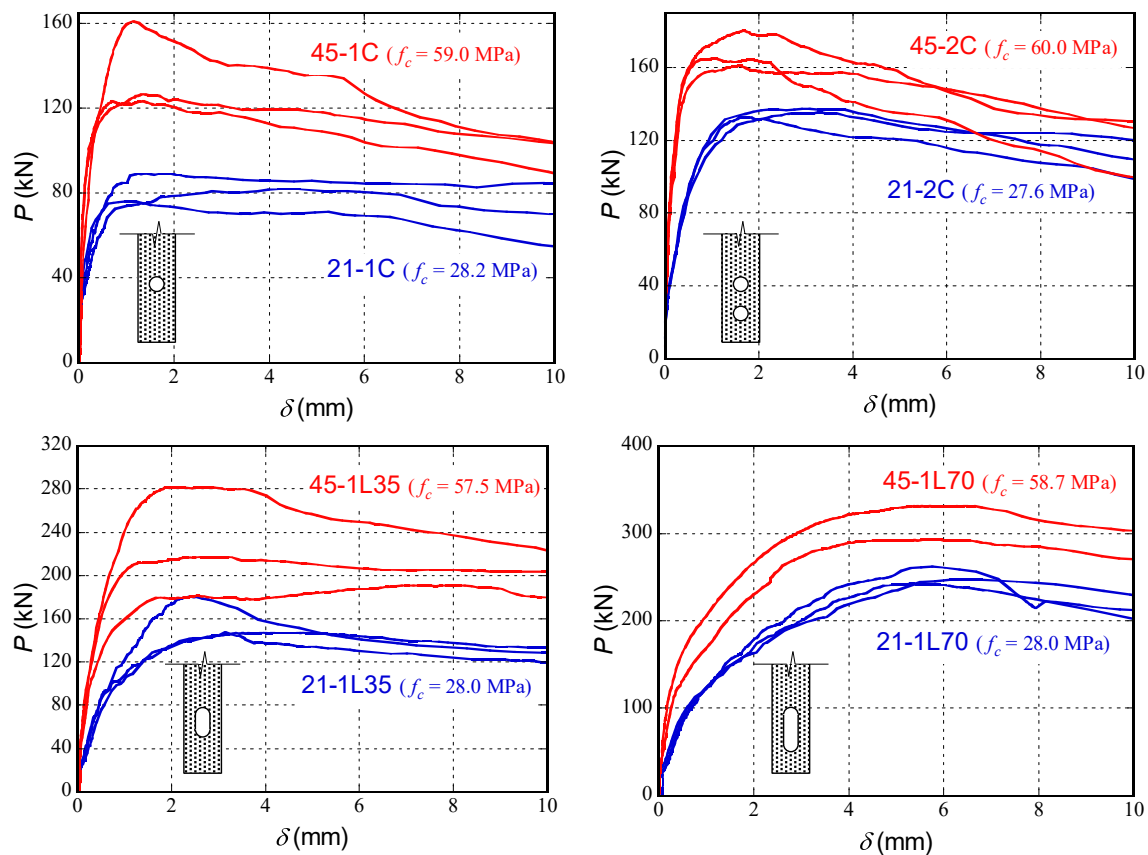 160
120
80
40
0
P (kN)
45-1C ( fc = 59.0 MPa)
21-1C ( fc = 28.2 MPa)
0 2 4 6 8 10
δ (mm)
160
120
80
40
0
P (kN)
45-2C ( fc = 60.0 MPa)
21-2C ( fc = 27.6 MPa)
0 2 4 6 8 10
δ (mm)
320
280
240
200
160
120
80
40
0
P (kN)
45-1L35 ( fc = 57.5 MPa)
21-1L35 ( fc = 28.0 MPa)
0 2 4 6 8 10
δ (mm)
400
300
200
100
0
P (kN)
45-1L70 ( fc = 58.7 MPa)
21-1L70 ( fc = 28.0 MPa)
0 2 4 6 8 10
δ (mm)